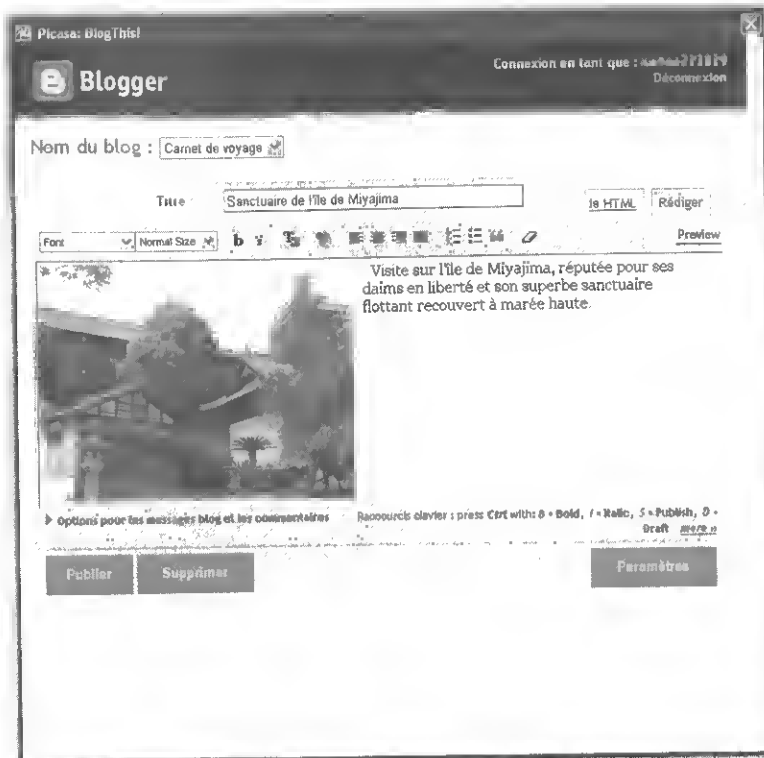 Picasa: BlogThis!
Blogger
Connexion en tant que :
Déconnexion
Nom du blog : Carnet de voyage
Titre Sanctuaire de l'île de Miyajima
le HTML Rédiger
Font Normal Size b
Preview
Visite sur l'île de Miyajima, réputée pour ses
daims en liberté et son superbe sanctuaire
flottant recouvert à marée haute.
Options pour les messages blog et les commentaires
Raccourcis clavier : press Ctrl with: B = Bold, I = Italic, S = Publish, D =
Draft more »
Publier Supprimer Paramètres